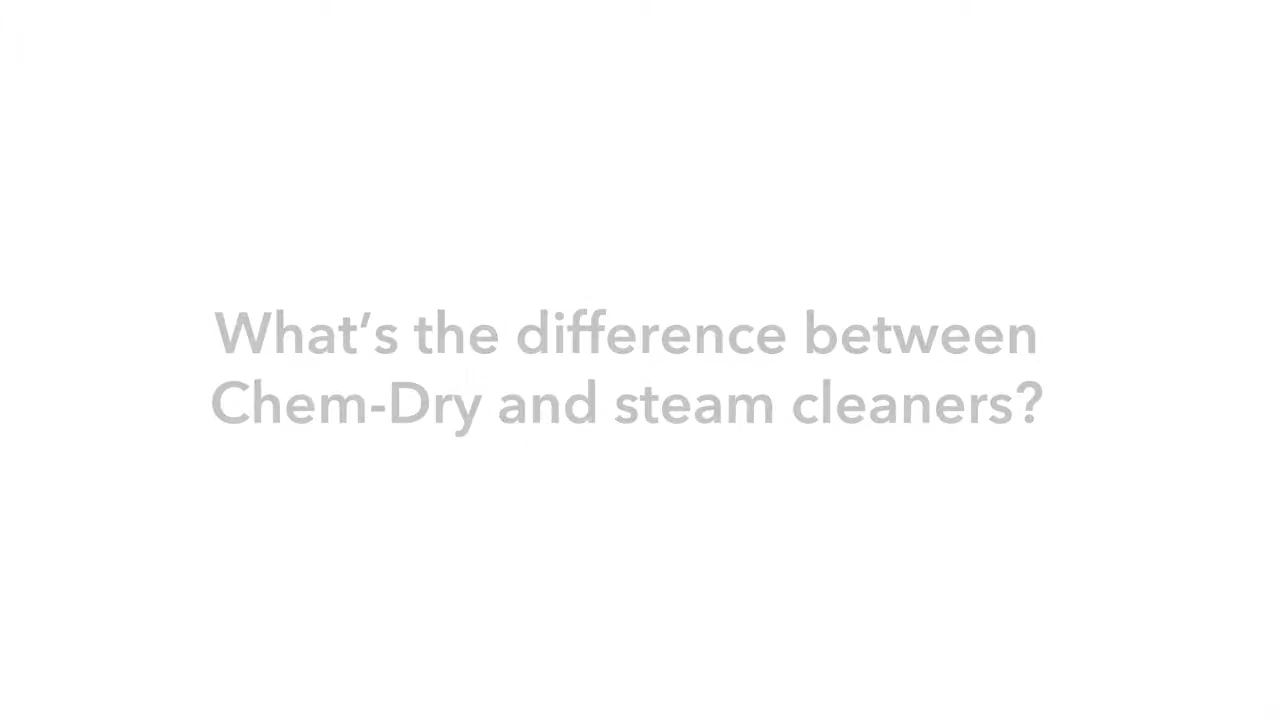 What’s the difference between
Chem-Dry and steam cleaners?